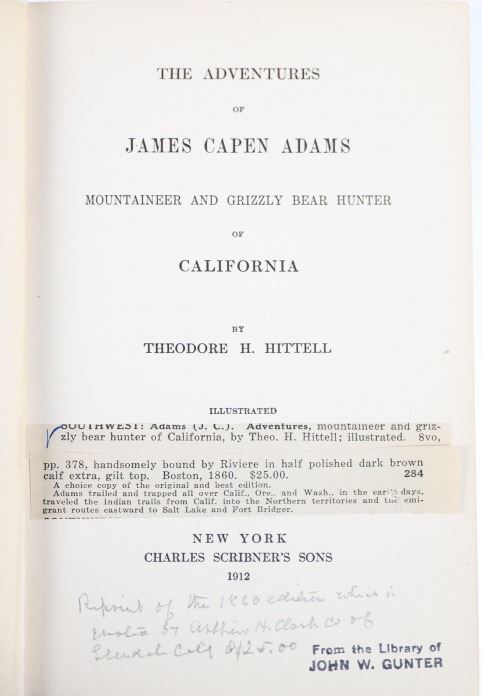 THE ADVENTURES
OF
JAMES CAPEN ADAMS
MOUNTAINEER AND GRIZZLY BEAR HUNTER
OF
CALIFORNIA
BY
THEODORE H. HITTELL
ILLUSTRATED
SOUTHWEST: Adams (J. C.). Adventures, mountaineer and griz-
zly bear hunter of California, by Theo. H. Hittell; illustrated. 8vo,
pp. 378, handsomely bound by Riviere in half polished dark brown
calf extra, gilt top. Boston, 1860. $25.00. 284
A choice copy of the original and best edition.
Adams trailed and trapped all over Calif., Ore., and Wash., in the early days,
traveled the Indian trails from Calif. into the Northern territories and the emi-
grant routes eastward to Salt Lake and Fort Bridger.
NEW YORK
CHARLES SCRIBNER'S SONS
1912
Reprint of the 1860 edition which is
quoted by Arthur H. Clark Co of
Glendale Calif $25.00
From the Library of
JOHN W. GUNTER